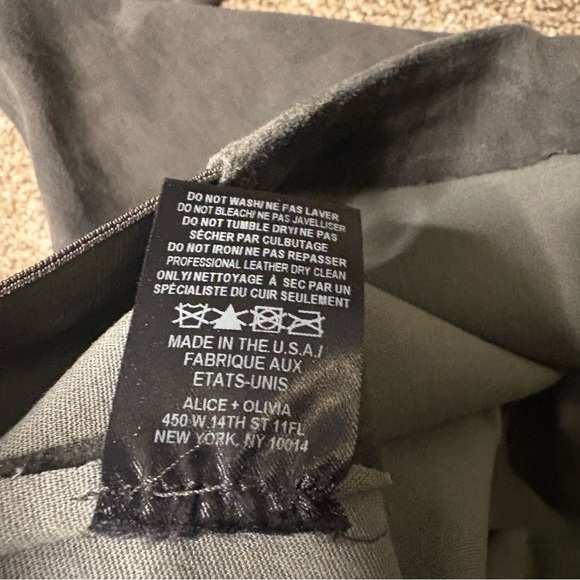 DO NOT WASH/ NE PAS LAVER
DO NOT BLEACH/ NE PAS JAVELLISER
DO NOT TUMBLE DRY/ NE PAS
SÉCHER PAR CULBUTAGE
DO NOT IRON/ NE PAS REPASSER
PROFESSIONAL LEATHER DRY CLEAN
ONLY/ NETTOYAGE À SEC PAR UN
SPÉCIALISTE DU CUIR SEULEMENT
MADE IN THE U.S.A./
FABRIQUE AUX
ETATS-UNIS
ALICE + OLIVIA
450 W 14TH ST 11FL
NEW YORK, NY 10014